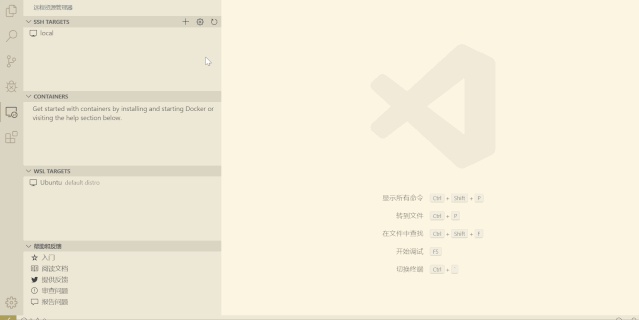 远程资源管理器
SSH TARGETS
local
CONTAINERS
Get started with containers by installing and starting Docker or
visiting the help section below.
WSL TARGETS
Ubuntu default distro
帮助和反馈
入门
阅读文档
提供反馈
审查问题
报告问题
显示所有命令 Ctrl + Shift + P
转到文件 Ctrl + P
在文件中查找 Ctrl + Shift + F
开始调试 F5
切换终端 Ctrl +